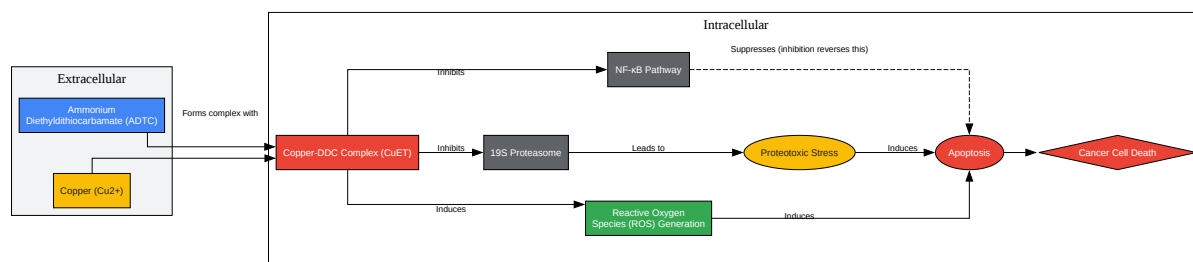 Intracellular
Suppresses (inhibition reverses this)
Extracellular
Inhibits
NF-κB Pathway
Ammonium
Diethyldithiocarbamate (ADTC)
Forms complex with
Copper-DDC Complex (CuET)
Inhibits
19S Proteasome
Leads to
Proteotoxic Stress
Induces
Apoptosis
Cancer Cell Death
Copper (Cu2+)
Induces
Reactive Oxygen
Species (ROS) Generation
Induces